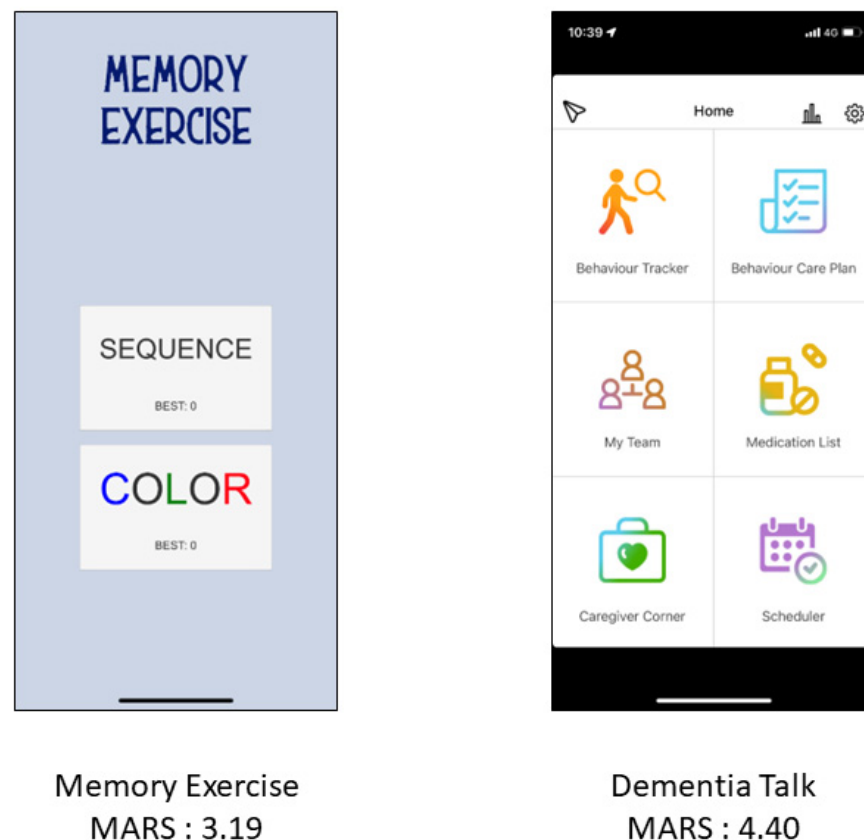 MEMORY
EXERCISE
SEQUENCE
BEST: 0
COLOR
BEST: 0
Memory Exercise
MARS : 3.19
10:39
4G
Home
Behaviour Tracker
Behaviour Care Plan
My Team
Medication List
Caregiver Corner
Scheduler
Dementia Talk
MARS : 4.40